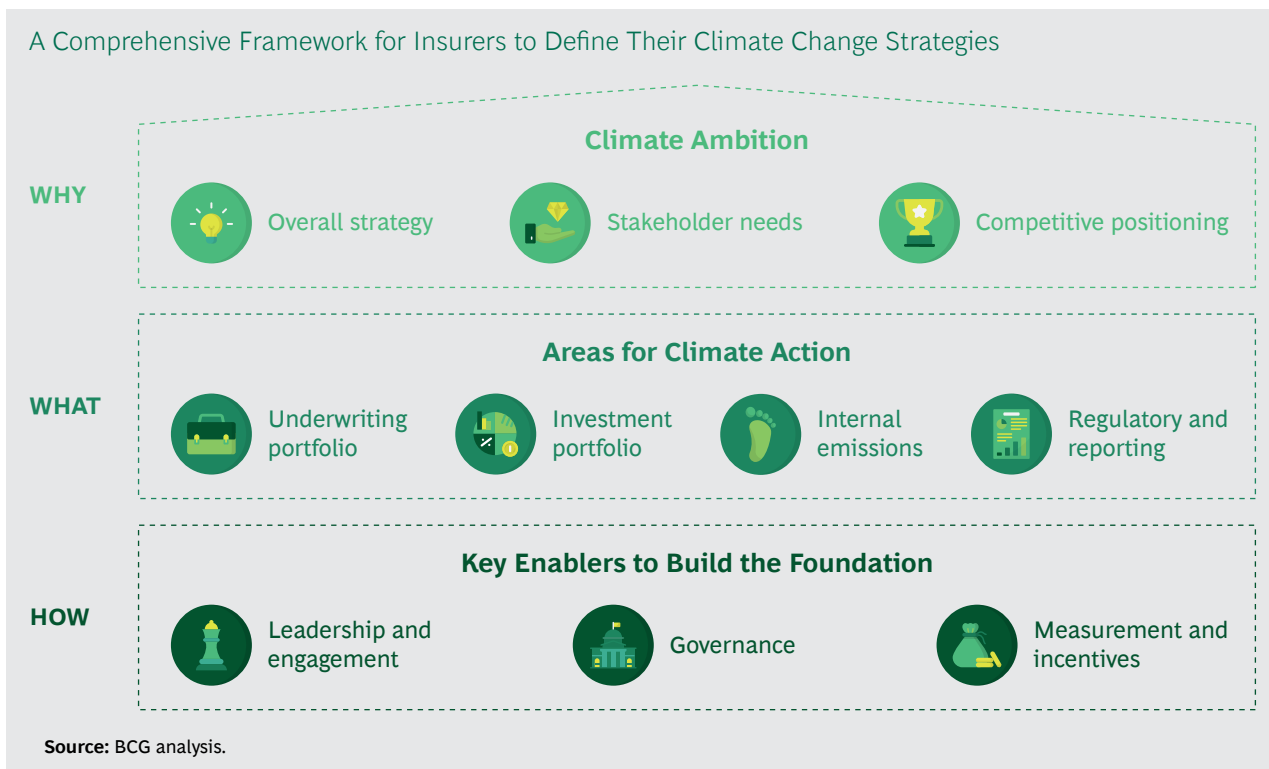 A Comprehensive Framework for Insurers to Define Their Climate Change Strategies
WHY
Climate Ambition
Overall strategy
Stakeholder needs
Competitive positioning
WHAT
Areas for Climate Action
Underwriting
portfolio
Investment
portfolio
Internal
emissions
Regulatory and
reporting
HOW
Key Enablers to Build the Foundation
Leadership and
engagement
Governance
Measurement and
incentives
Source: BCG analysis.